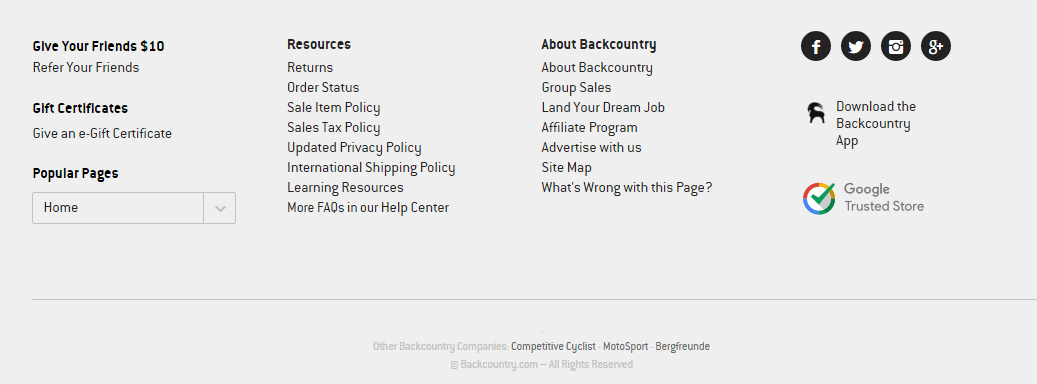 Give Your Friends $10
Refer Your Friends
Gift Certificates
Give an e-Gift Certificate
Popular Pages
Home
Resources
Returns
Order Status
Sale Item Policy
Sales Tax Policy
Updated Privacy Policy
International Shipping Policy
Learning Resources
More FAQs in our Help Center
About Backcountry
About Backcountry
Group Sales
Land Your Dream Job
Affiliate Program
Advertise with us
Site Map
What's Wrong with this Page?
Download the
Backcountry
App
Google
Trusted Store
Other Backcountry Companies: Competitive Cyclist - MotoSport - Bergfreunde
© Backcountry.com – All Rights Reserved